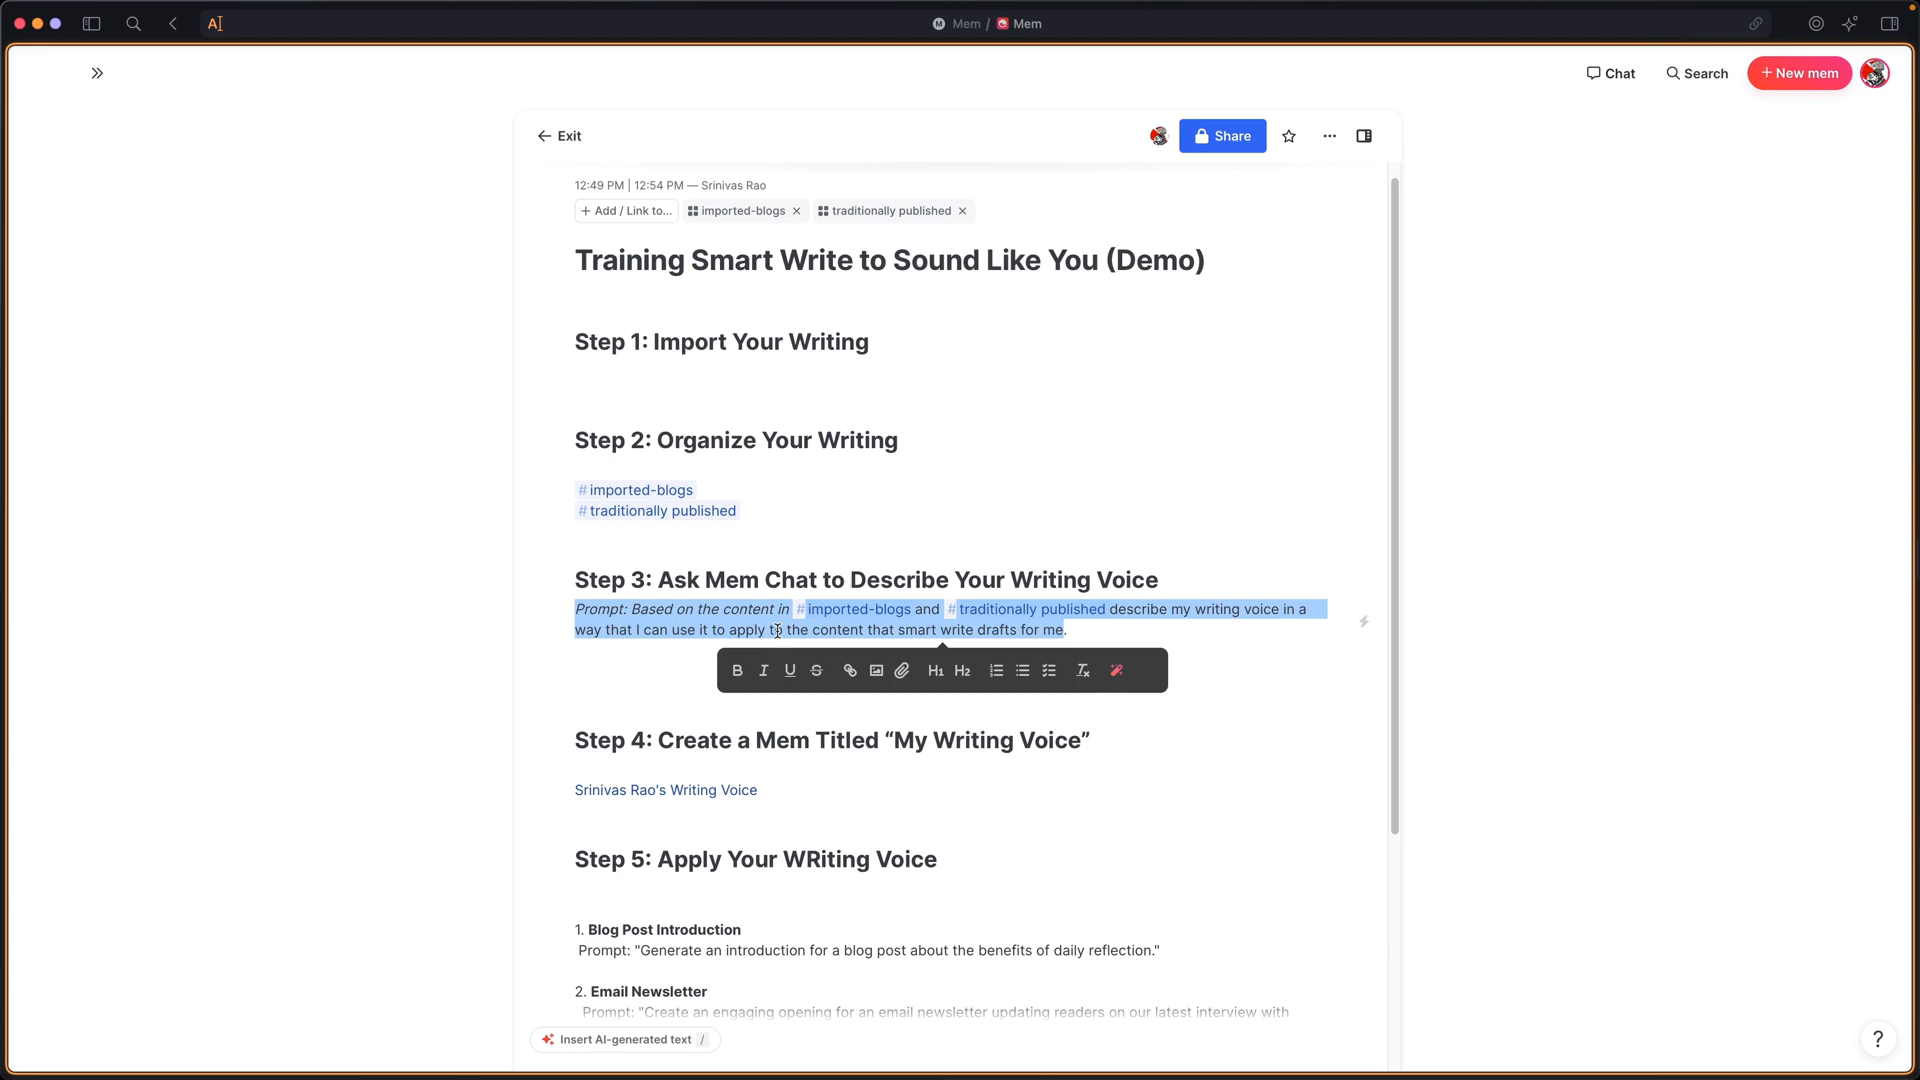 Mem / Mem
Chat
Search
+ New mem
← Exit
Share
12:49 PM | 12:54 PM — Srinivas Rao
+ Add / Link to...
imported-blogs ×
traditionally published ×
Training Smart Write to Sound Like You (Demo)
Step 1: Import Your Writing
Step 2: Organize Your Writing
#imported-blogs
#traditionally published
Step 3: Ask Mem Chat to Describe Your Writing Voice
Prompt: Based on the content in #imported-blogs and #traditionally published describe my writing voice in a
way that I can use it to apply to the content that smart write drafts for me.
B I U S H1 H2
Step 4: Create a Mem Titled “My Writing Voice”
Srinivas Rao's Writing Voice
Step 5: Apply Your WRiting Voice
1. Blog Post Introduction
Prompt: "Generate an introduction for a blog post about the benefits of daily reflection."
2. Email Newsletter
Prompt: "Create an engaging opening for an email newsletter updating readers on our latest interview with
Insert AI-generated text /
?